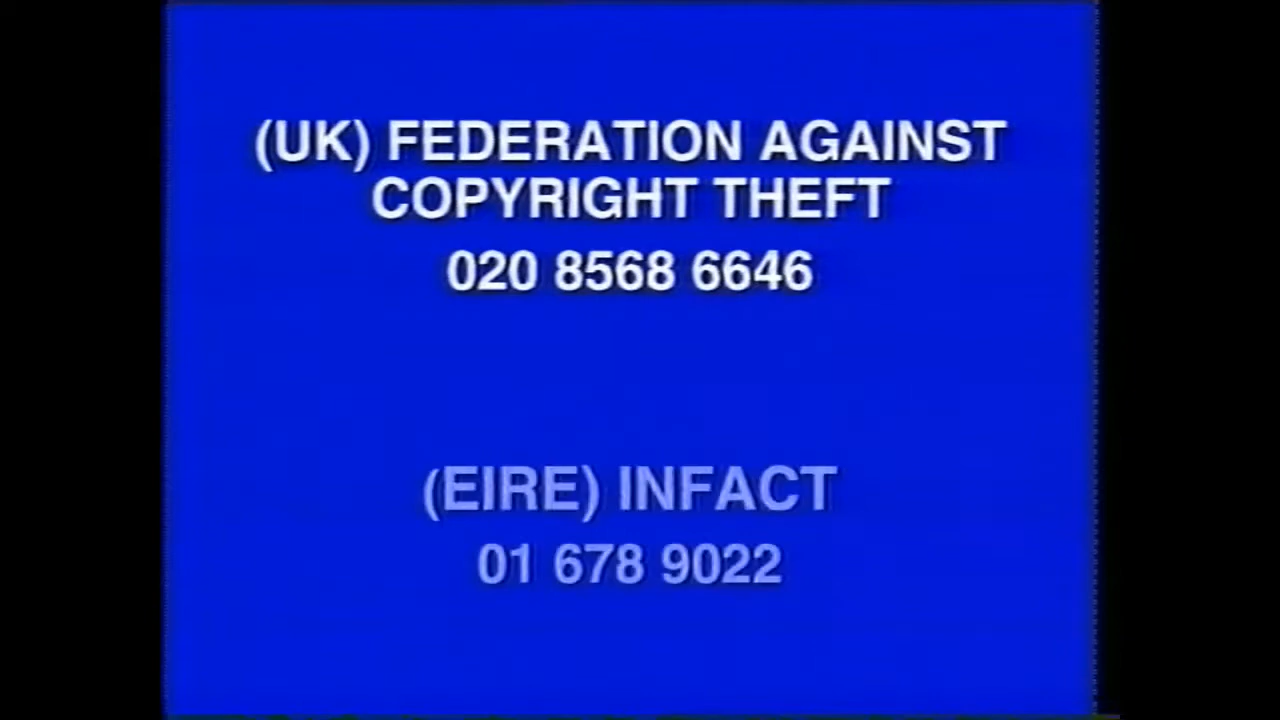 (UK) FEDERATION AGAINST
COPYRIGHT THEFT
020 8568 6646
(EIRE) INFACT
01 678 9022